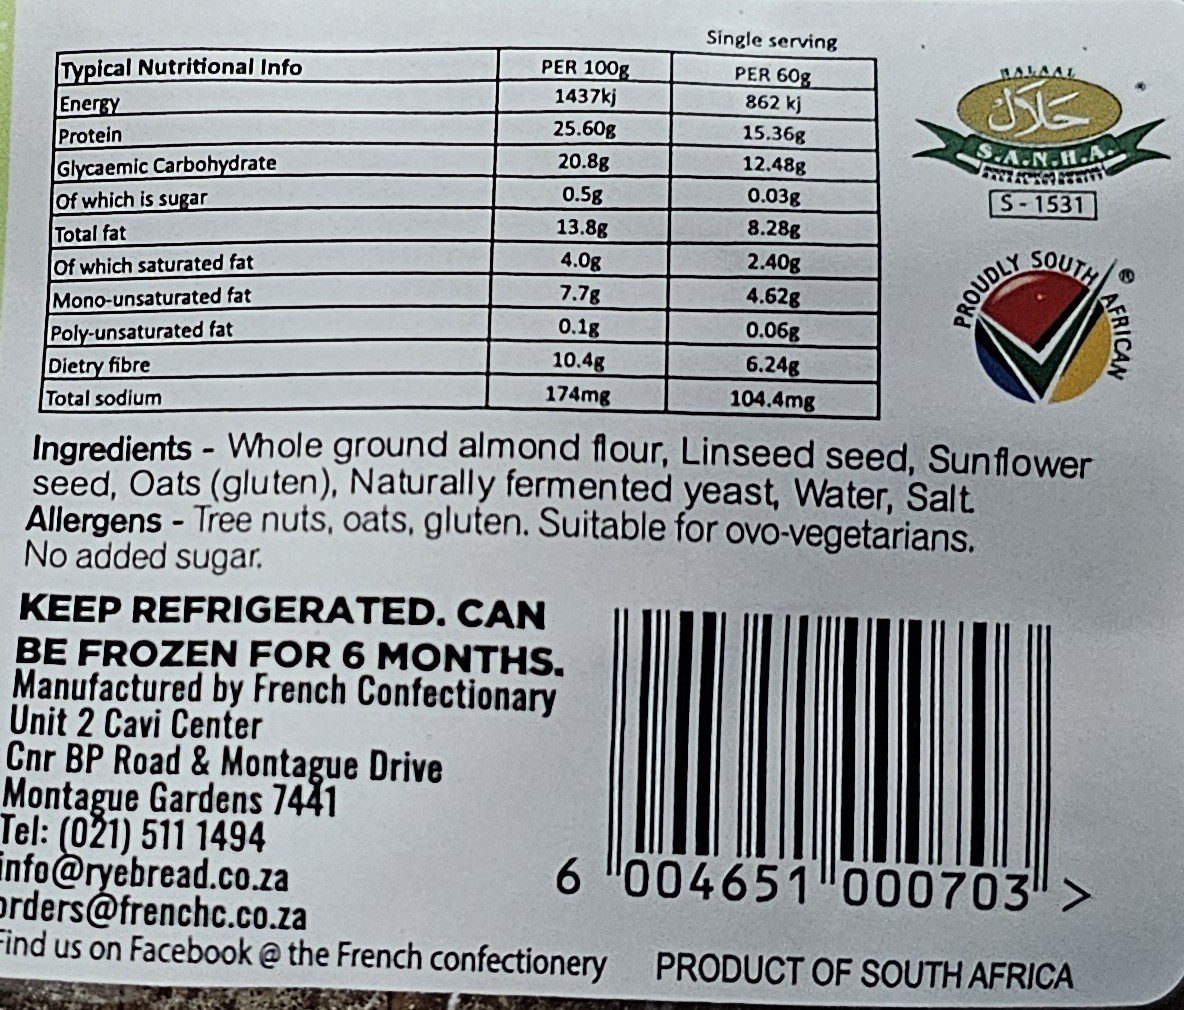 Single serving
Typical Nutritional Info PER 100g PER 60g
Energy 1437kj 862 kj
Protein 25.60g 15.36g
Glycaemic Carbohydrate 20.8g 12.48g
Of which is sugar 0.5g 0.03g
Total fat 13.8g 8.28g
Of which saturated fat 4.0g 2.40g
Mono-unsaturated fat 7.7g 4.62g
Poly-unsaturated fat 0.1g 0.06g
Dietry fibre 10.4g 6.24g
Total sodium 174mg 104.4mg
HALAAL
حَلَال
S.A.N.H.A.
S - 1531
PROUDLY SOUTH AFRICAN ®
Ingredients - Whole ground almond flour, Linseed seed, Sunflower
seed, Oats (gluten), Naturally fermented yeast, Water, Salt.
Allergens - Tree nuts, oats, gluten. Suitable for ovo-vegetarians.
No added sugar.
KEEP REFRIGERATED. CAN
BE FROZEN FOR 6 MONTHS.
Manufactured by French Confectionary
Unit 2 Cavi Center
Cnr BP Road & Montague Drive
Montague Gardens 7441
Tel: (021) 511 1494
info@ryebread.co.za
orders@frenchc.co.za
Find us on Facebook @ the French confectionery
6 004651 000703 >
PRODUCT OF SOUTH AFRICA